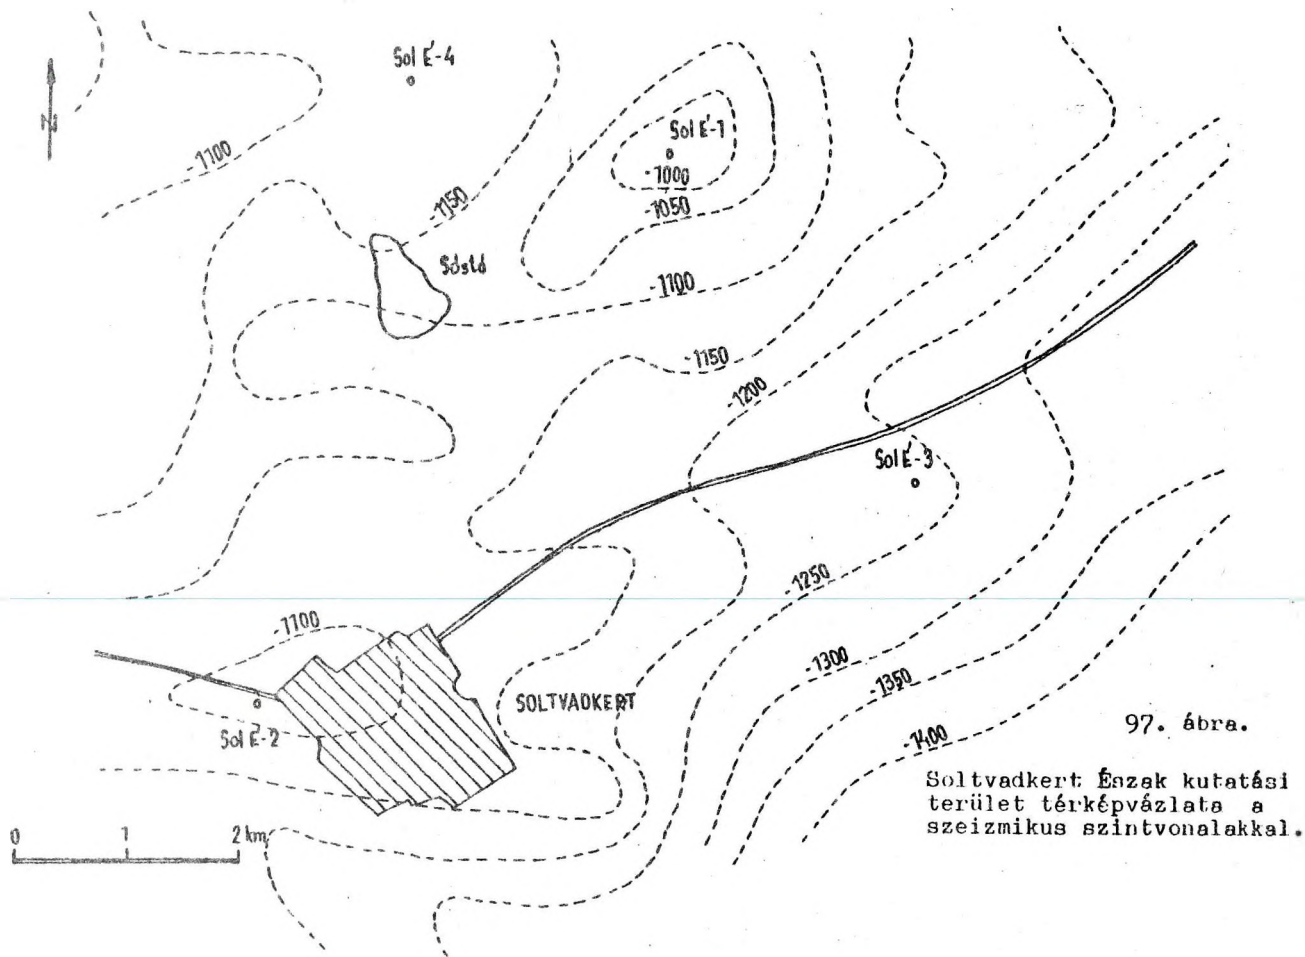 Sol É-4
N
Sol É-1
-1100
-1000
-1150
-1050
Sóstó
-1100
-1150
-1200
Sol É-3
-1250
-1100
-1300
-1350
SOLTVADKERT
-1400
Sol É-2
97. ábra.
Soltvadkert Észak kutatási
terület térképvázlata a
szeizmikus szintvonalakkal.
0 1 2 km